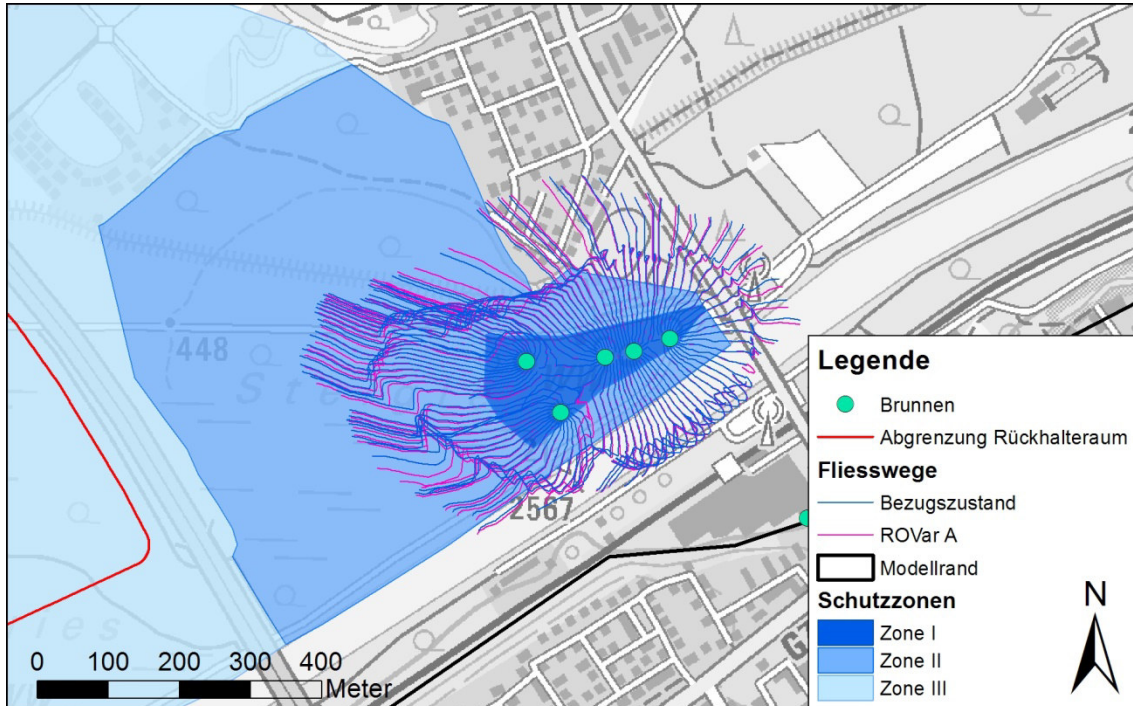 448
2567
Legende
Brunnen
Abgrenzung Rückhalteraum
Fliesswege
Bezugszustand
ROVar A
Modellrand
Schutzzonen
Zone I
Zone II
Zone III
N
0 100 200 300 400
Meter